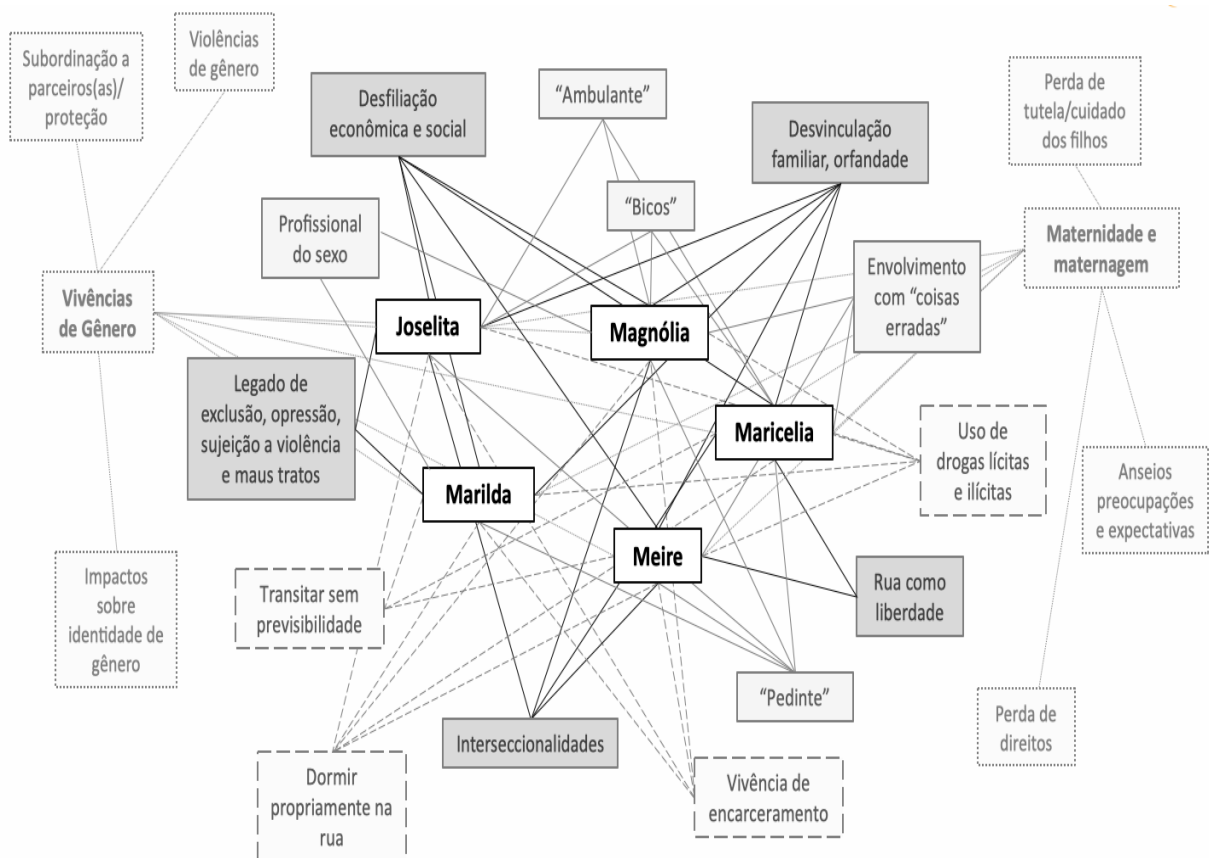 Subordinação a
parceiros(as)/
proteção
Violências
de gênero
Desfiliação
econômica e social
“Ambulante”
Desvinculação
familiar, orfandade
Perda de
tutela/cuidado
dos filhos
Profissional
do sexo
“Bicos”
Envolvimento
com “coisas
erradas”
Maternidade e
maternagem
Vivências
de Gênero
Joselita
Magnólia
Legado de
exclusão, opressão,
sujeição a violência
e maus tratos
Maricelia
Uso de
drogas lícitas
e ilícitas
Anseios
preocupações
e expectativas
Marilda
Meire
Impactos
sobre
identidade de
gênero
Transitar sem
previsibilidade
Rua como
liberdade
“Pedinte”
Perda de
direitos
Interseccionalidades
Dormir
propriamente na
rua
Vivência de
encarceramento